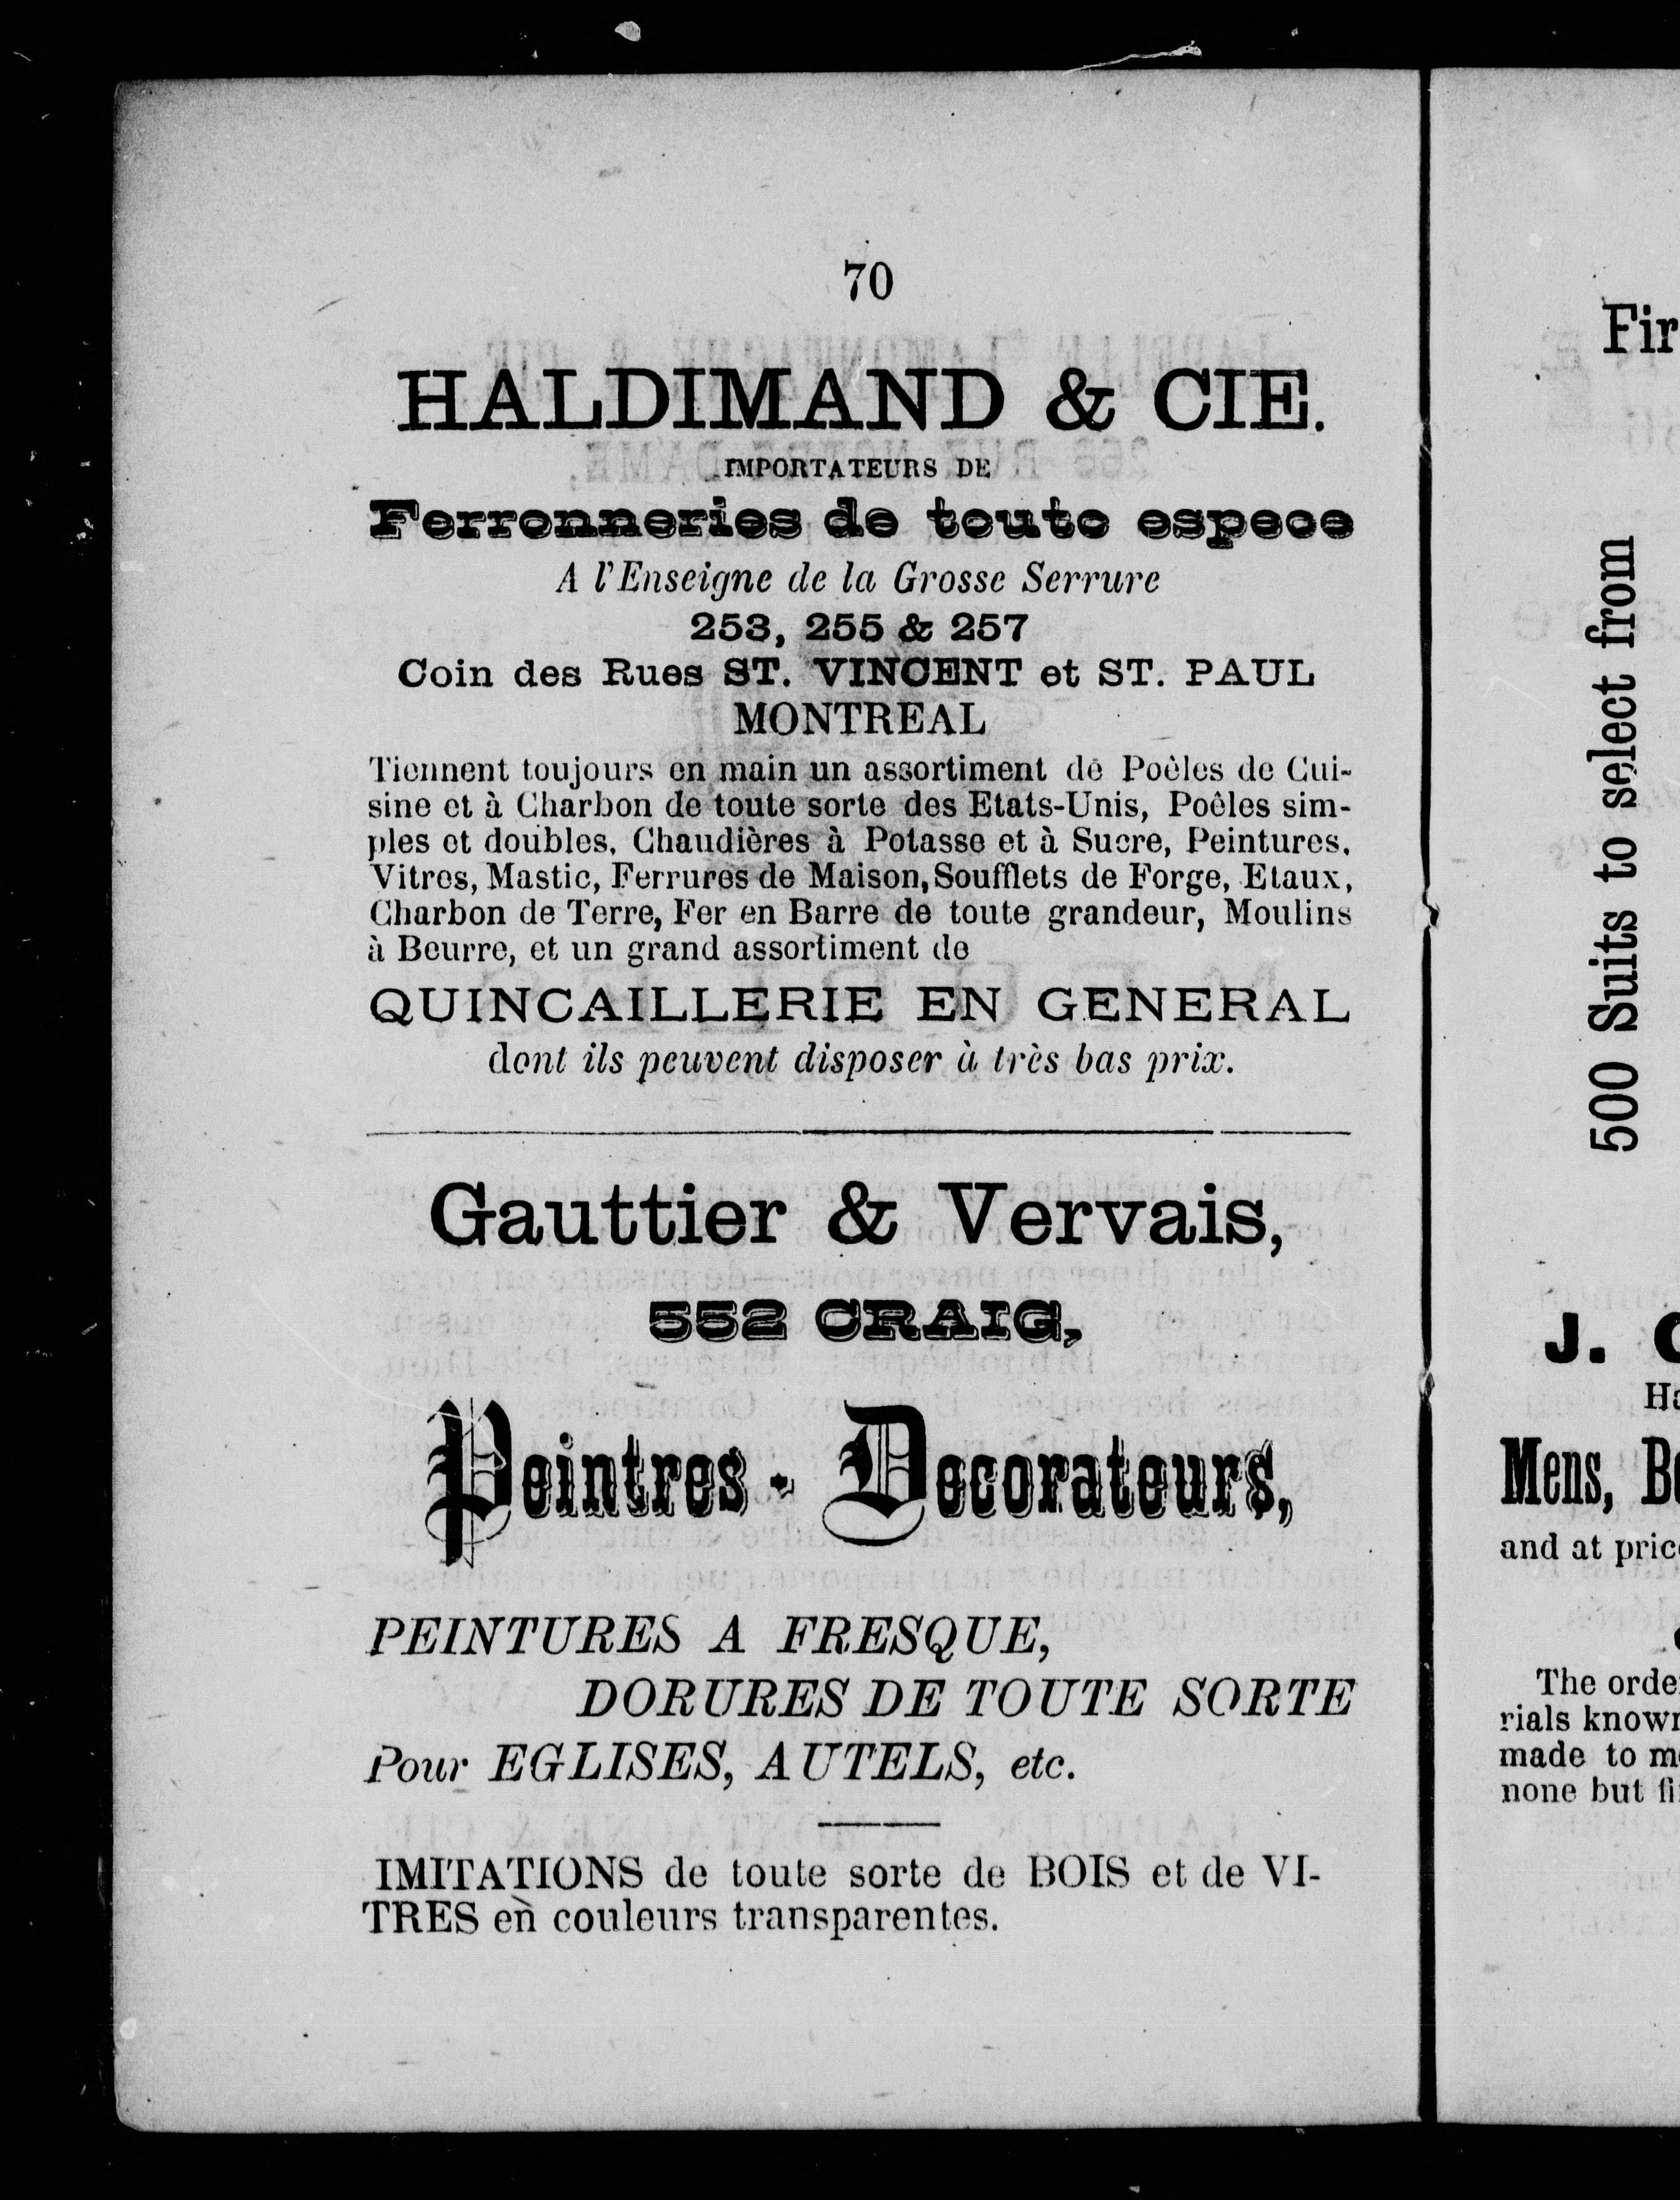 70
HALDIMAND & CIE.
IMPORTATEURS DE
Ferronneries de toute espece
A l'Enseigne de la Grosse Serrure
253, 255 & 257
Coin des Rues ST. VINCENT et ST. PAUL
MONTREAL
Tiennent toujours en main un assortiment de Poêles de Cui-
sine et à Charbon de toute sorte des Etats-Unis, Poêles sim-
ples et doubles, Chaudières à Potasse et à Sucre, Peintures,
Vitres, Mastic, Ferrures de Maison, Soufflets de Forge, Etaux,
Charbon de Terre, Fer en Barre de toute grandeur, Moulins
à Beurre, et un grand assortiment de
QUINCAILLERIE EN GENERAL
dont ils peuvent disposer à très bas prix.
Gauttier & Vervais,
552 CRAIG,
Peintres - Decorateurs,
PEINTURES A FRESQUE,
DORURES DE TOUTE SORTE
Pour EGLISES, AUTELS, etc.
IMITATIONS de toute sorte de BOIS et de VI-
TRES en couleurs transparentes.
Fir
500 Suits to select from
J.
Mens,
and at
The
rials
made to
none but